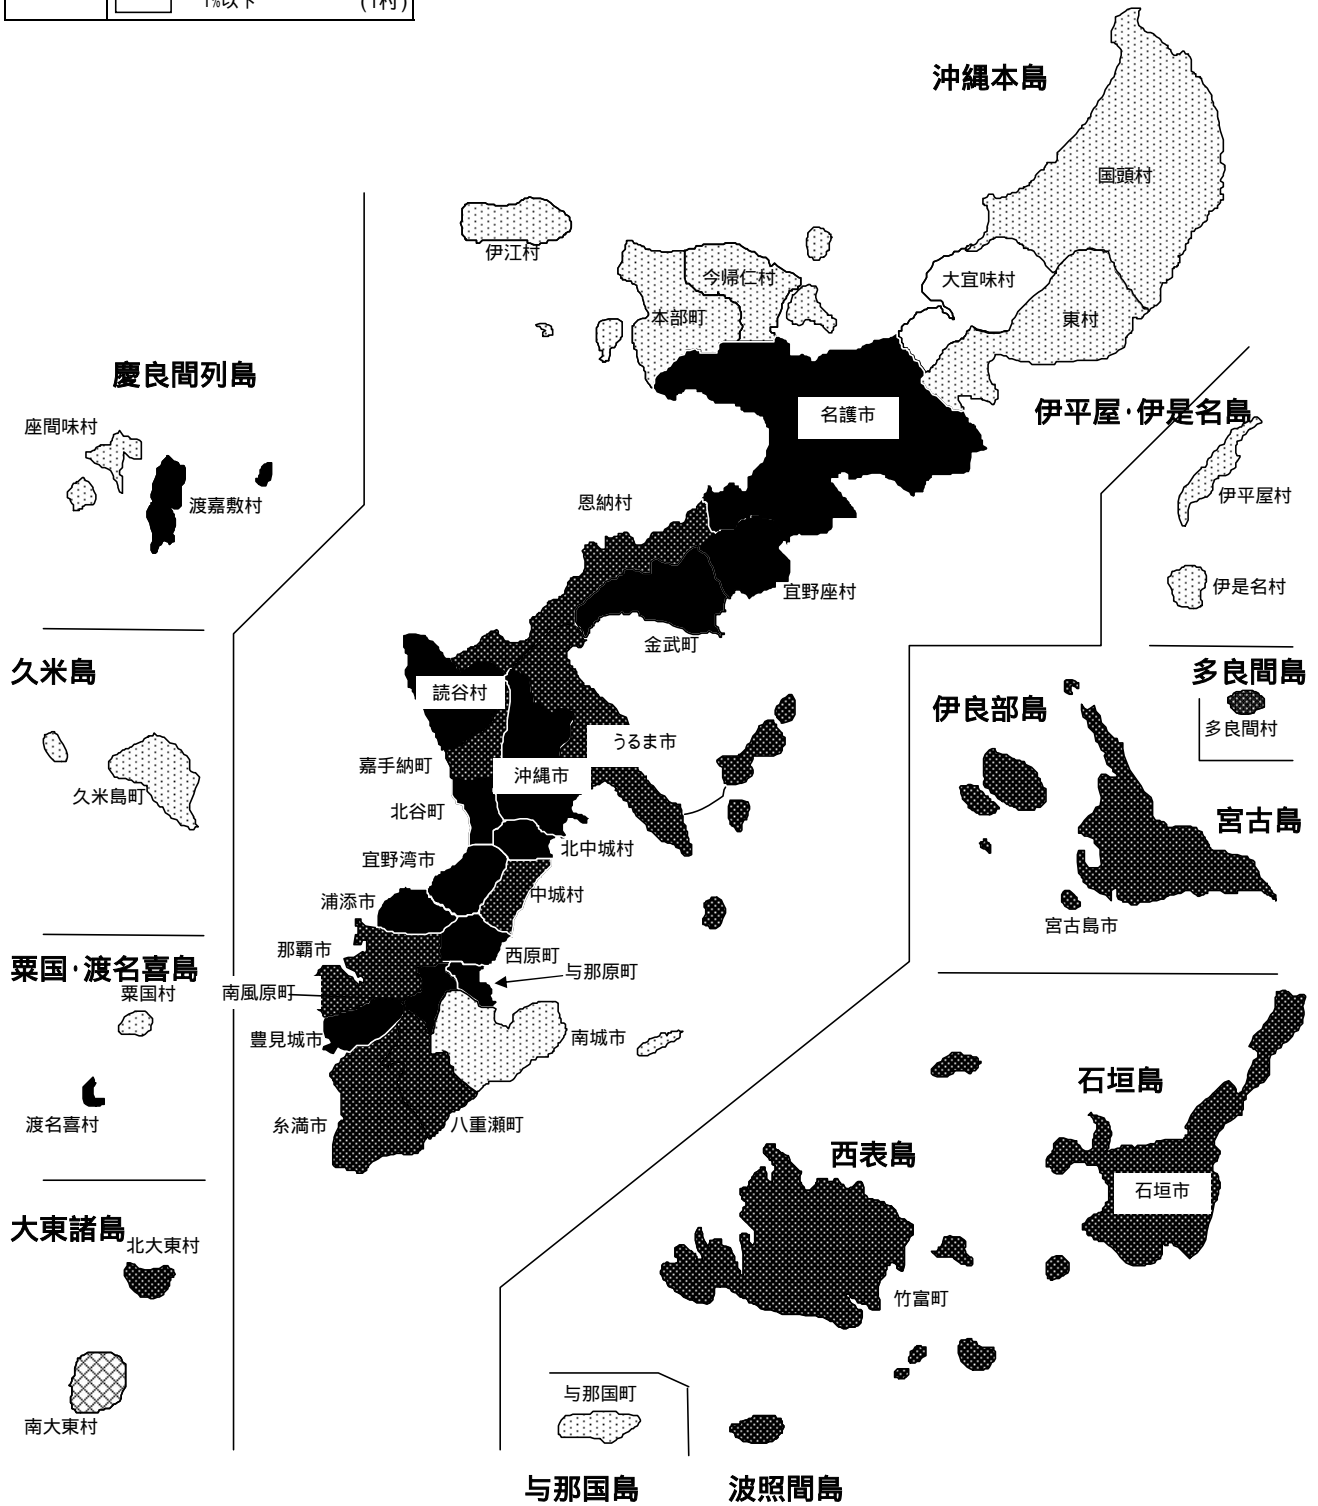 1%以下 (1村)
沖縄本島
国頭村
伊江村
今帰仁村
大宜味村
本部町
東村
慶良間列島
名護市
伊平屋・伊是名島
座間味村
渡嘉敷村
恩納村
伊平屋村
宜野座村
伊是名村
金武町
久米島
多良間島
読谷村
伊良部島
多良間村
うるま市
嘉手納町
沖縄市
久米島町
北谷町
宮古島
北中城村
宜野湾市
中城村
浦添市
宮古島市
那覇市
西原町
粟国・渡名喜島
与那原町
粟国村
南風原町
豊見城市
南城市
石垣島
渡名喜村
糸満市
八重瀬町
西表島
石垣市
大東諸島
北大東村
竹富町
与那国町
南大東村
与那国島
波照間島